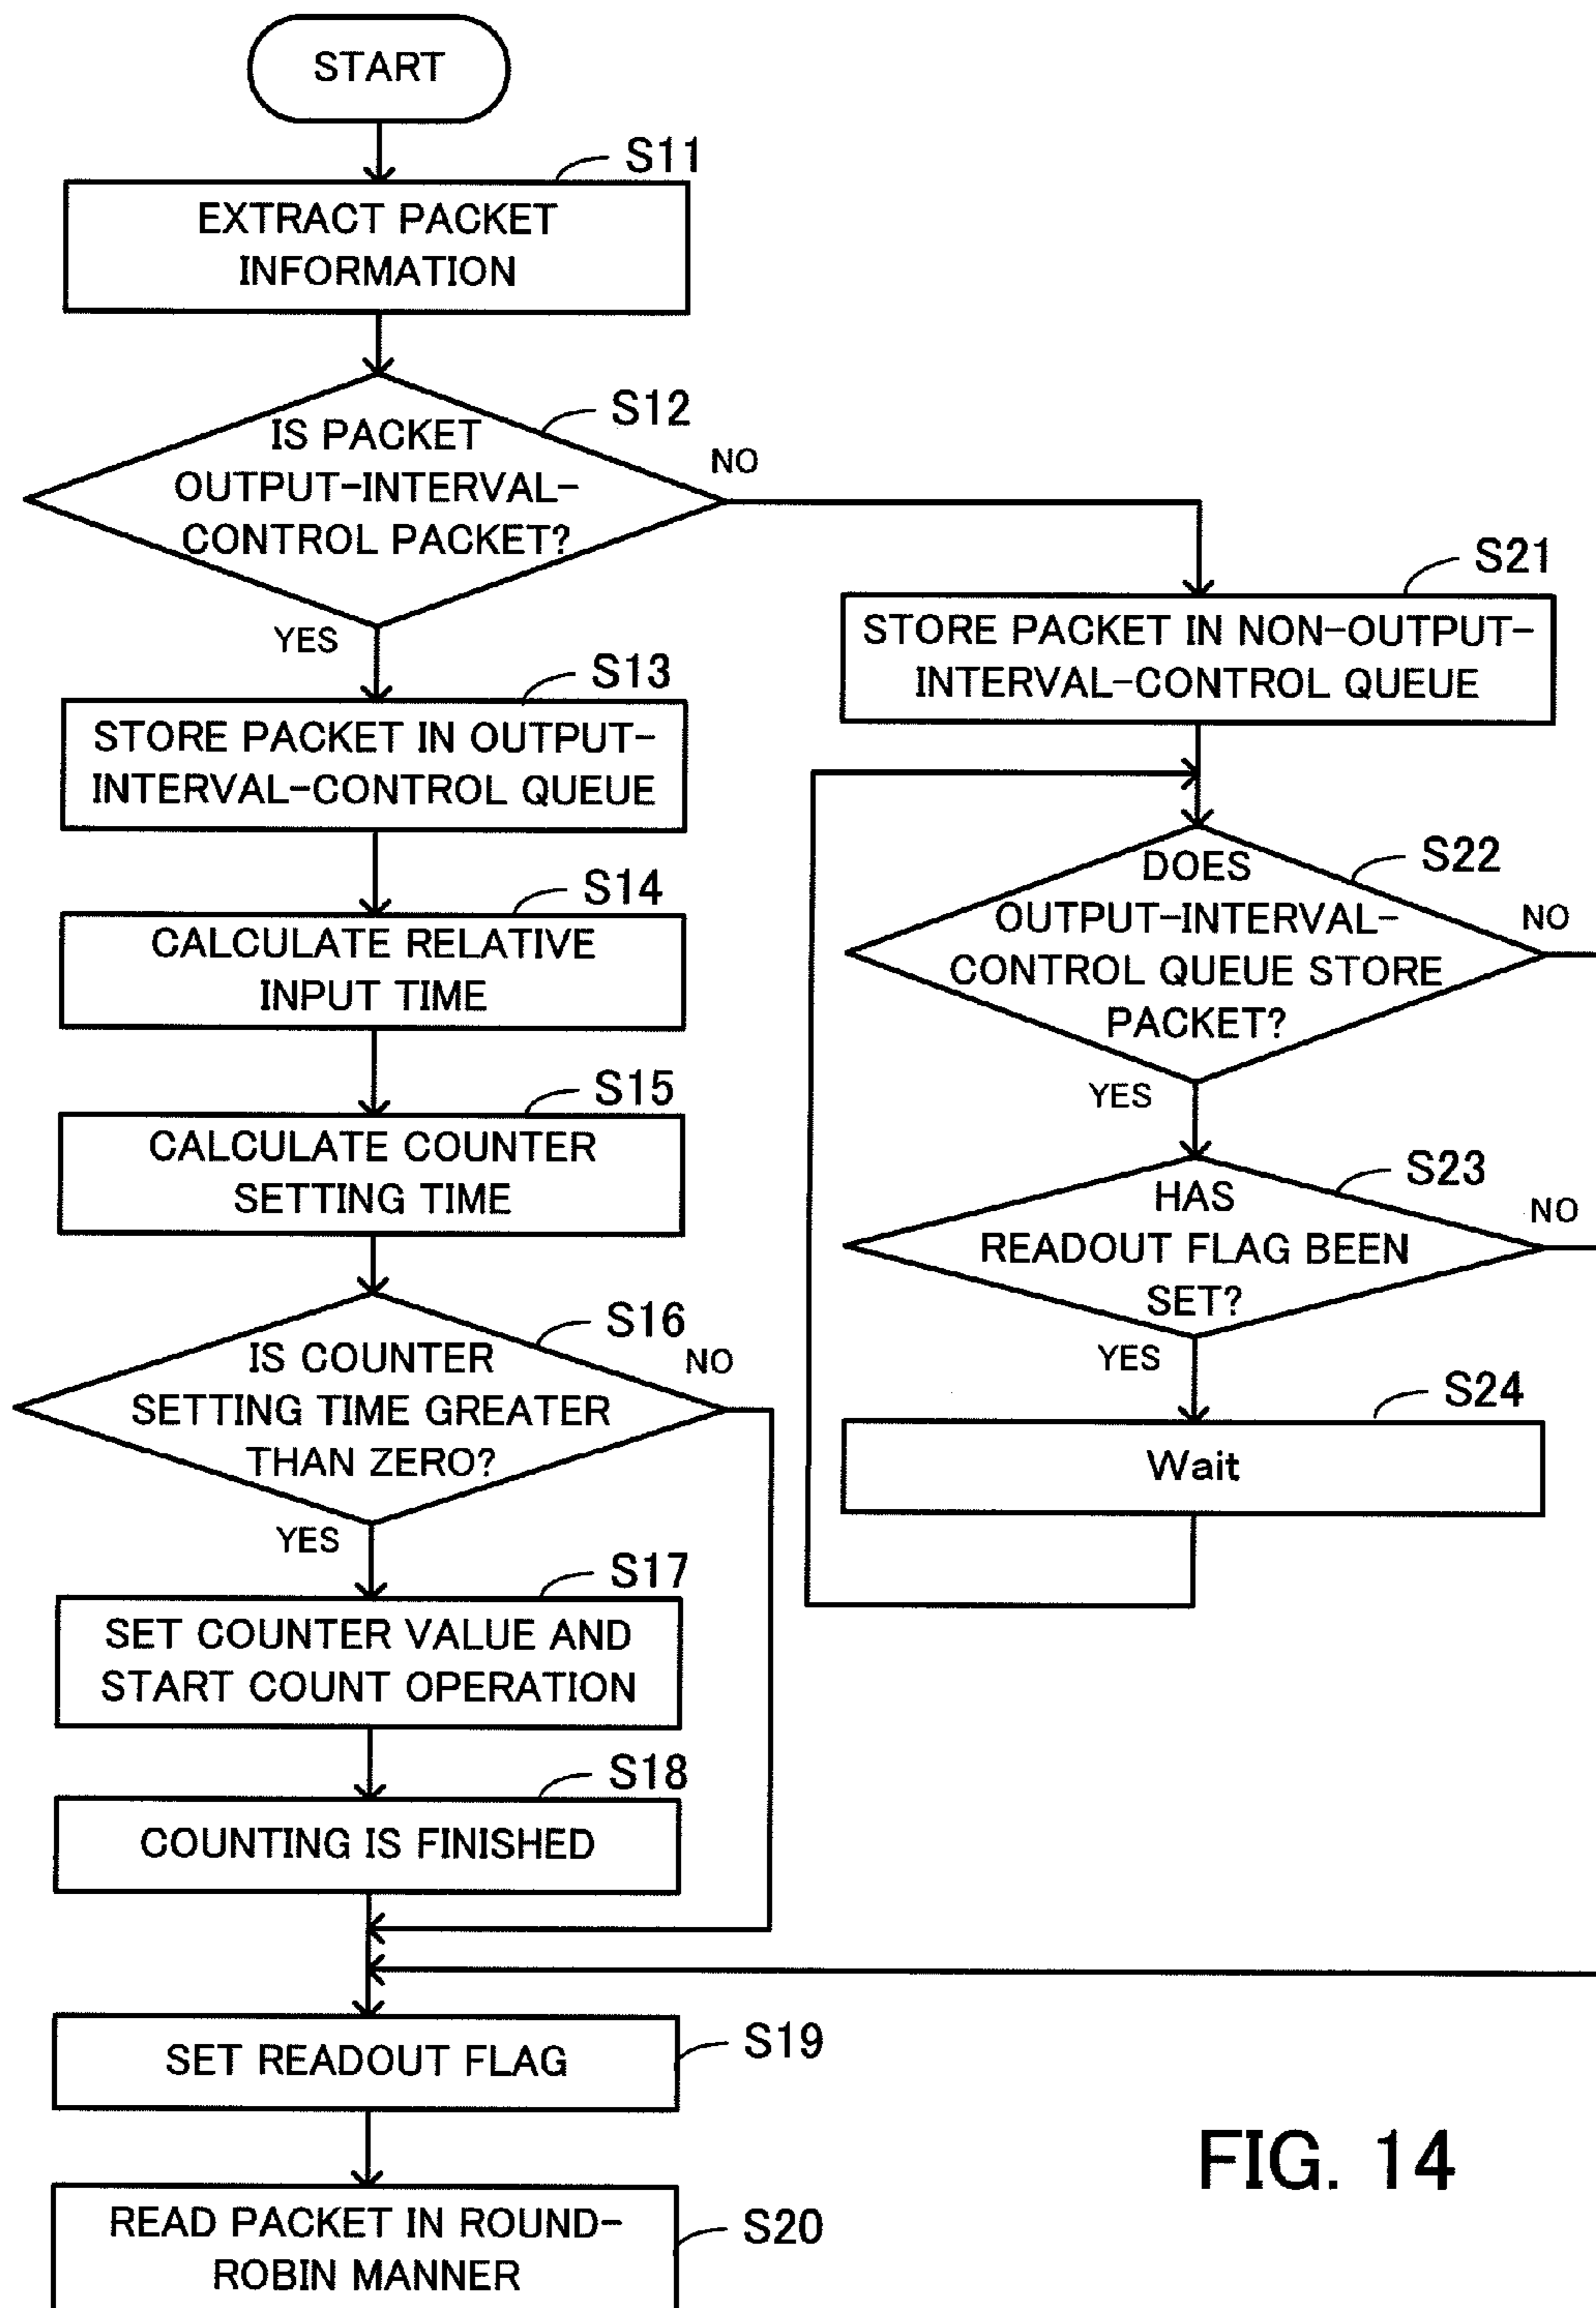 START
S11
EXTRACT PACKET
INFORMATION
S12
IS PACKET
OUTPUT-INTERVAL-
CONTROL PACKET?
NO
YES
S13
STORE PACKET IN OUTPUT-
INTERVAL-CONTROL QUEUE
S14
CALCULATE RELATIVE
INPUT TIME
S15
CALCULATE COUNTER
SETTING TIME
S16
IS COUNTER
SETTING TIME GREATER
THAN ZERO?
NO
YES
S17
SET COUNTER VALUE AND
START COUNT OPERATION
S18
COUNTING IS FINISHED
SET READOUT FLAG
S19
READ PACKET IN ROUND-
ROBIN MANNER
S20
S21
STORE PACKET IN NON-OUTPUT-
INTERVAL-CONTROL QUEUE
S22
DOES
OUTPUT-INTERVAL-
CONTROL QUEUE STORE
PACKET?
NO
YES
S23
HAS
READOUT FLAG BEEN
SET?
NO
YES
S24
Wait
FIG. 14